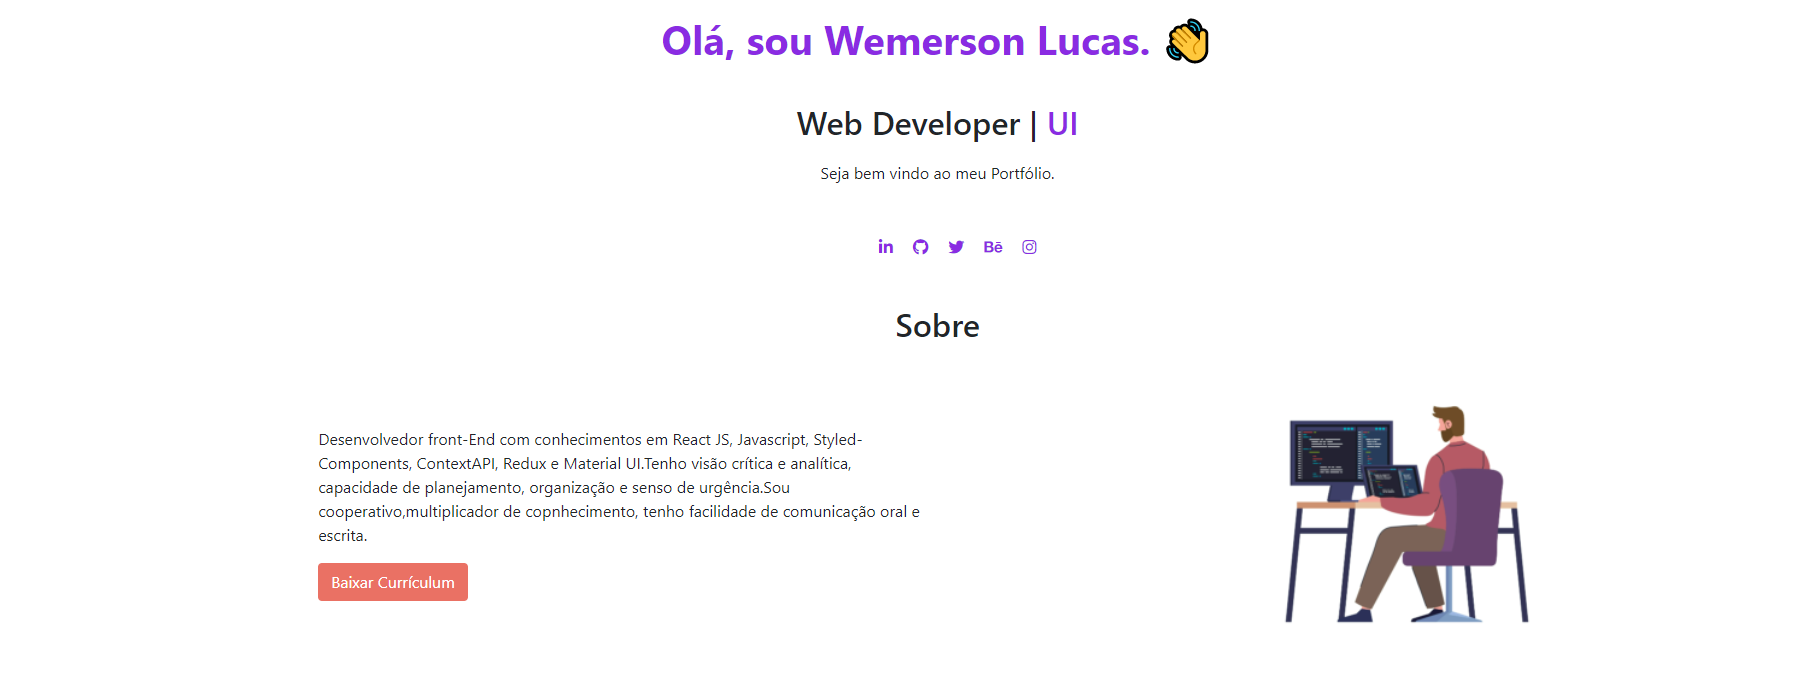 Olá, sou Wemerson Lucas.
Web Developer | UI
Seja bem vindo ao meu Portfólio.
in Bē
Sobre
Desenvolvedor front-End com conhecimentos em React JS, Javascript, Styled-
Components, ContextAPI, Redux e Material UI.Tenho visão crítica e analítica,
capacidade de planejamento, organização e senso de urgência.Sou
cooperativo,multiplicador de copnhecimento, tenho facilidade de comunicação oral e
escrita.
Baixar Currículum